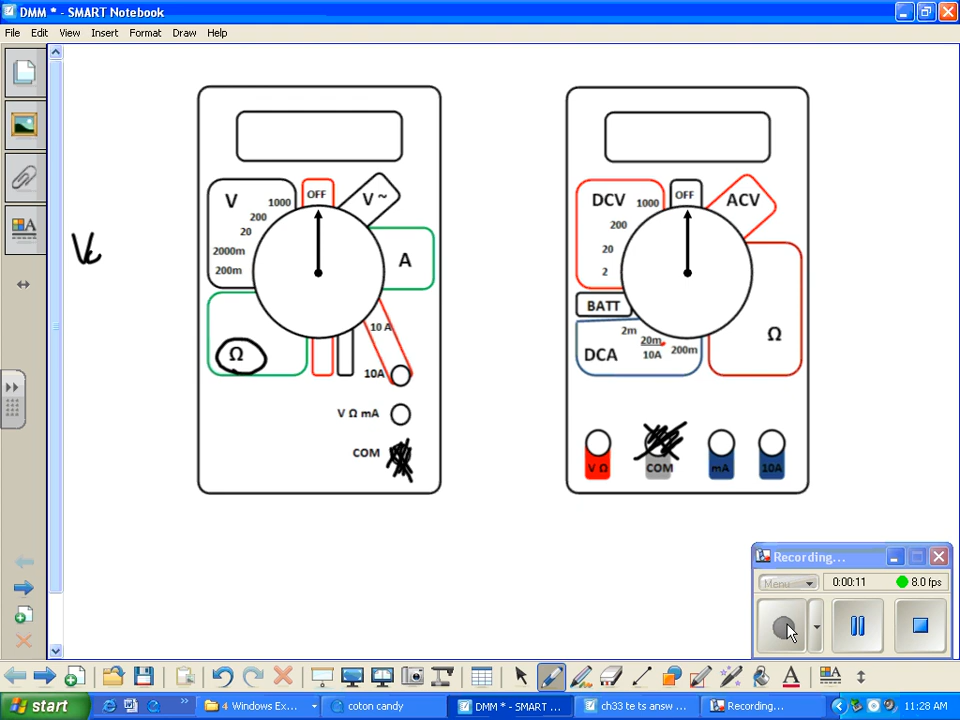 DMM * - SMART Notebook
File Edit View Insert Format Draw Help
OFF
V 1000 V ~
200
20
2000m
200m
A
Ω
10 A
10A
V Ω mA
COM
OFF
DCV 1000 ACV
200
20
2
BATT
2m
20m
DCA 10A 200m
Ω
V Ω COM mA 10A
Recording...
Menu 0:00:11 8.0 fps
A
start 4 Windows Ex... coton candy DMM * - SMART ... ch33 te ts answ ... Recording... 11:28 AM